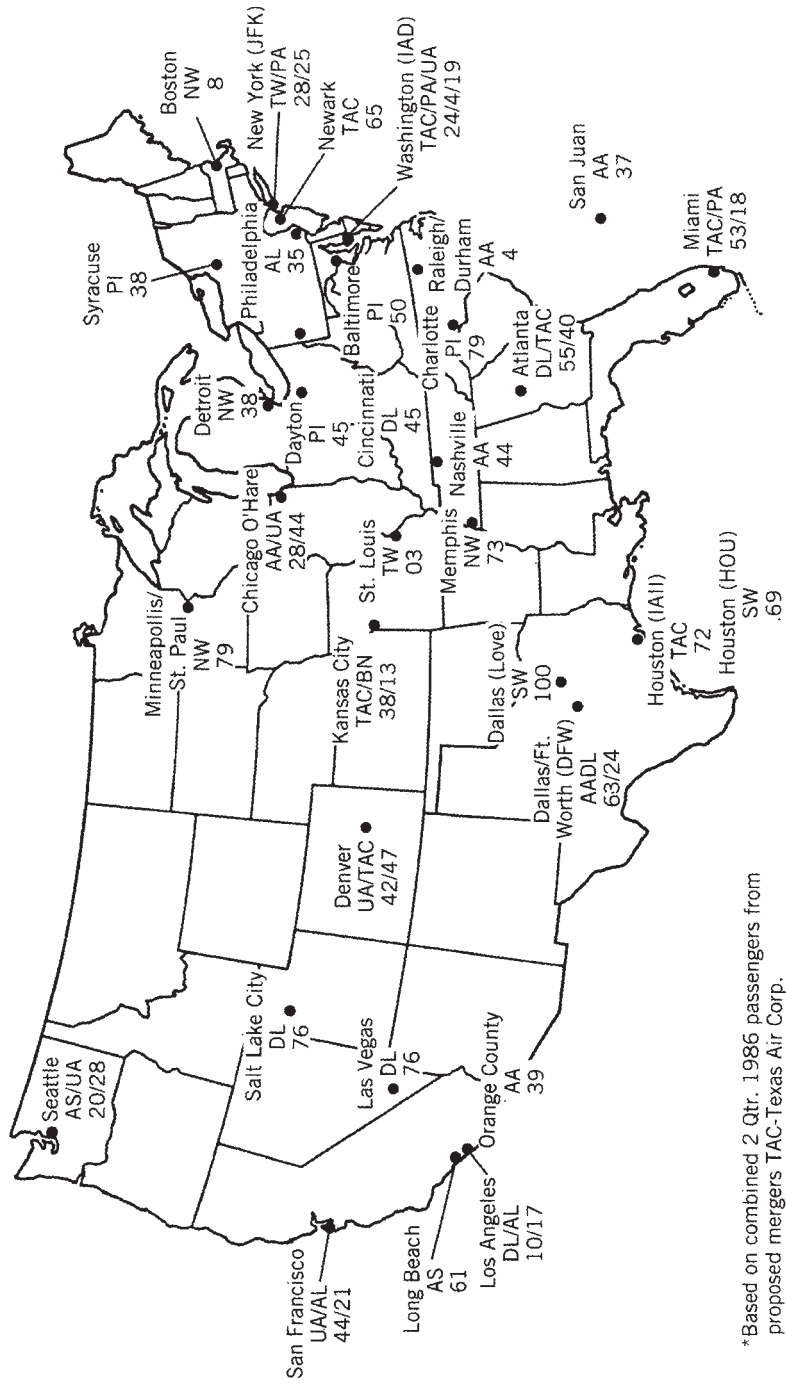 Seattle
AS/UA
20/28
San Francisco
UA/AL
44/21
Long Beach
AS
61
Los Angeles
DL/AL
10/17
Orange County
AA
39
Las Vegas
DL
76
Salt Lake City
DL
76
Denver
UA/TAC
42/47
Minneapolis/
St. Paul
NW
79
Kansas City
TAC/BN
38/13
Dallas (Love)
SW
100
Dallas/Ft.
Worth (DFW)
AADL
63/24
Houston (IAII)
TAC
72
Houston (HOU)
SW
.69
Chicago O'Hare
AA/UA
28/44
St. Louis
TW
03
Memphis
NW
73
Nashville
AA
44
Detroit
NW
38
Dayton
PI
45
Cincinnati
DL
45
Charlotte
PI
79
Atlanta
DL/TAC
55/40
Syracuse
PI
38
Philadelphia
AL
35
Baltimore
PI
50
Raleigh/
Durham
AA
4
Boston
NW
8
New York (JFK)
TW/PA
28/25
Newark
TAC
65
Washington (IAD)
TAC/PA/UA
24/4/19
San Juan
AA
37
Miami
TAC/PA
53/18
*Based on combined 2 Qtr. 1986 passengers from
proposed mergers TAC-Texas Air Corp.